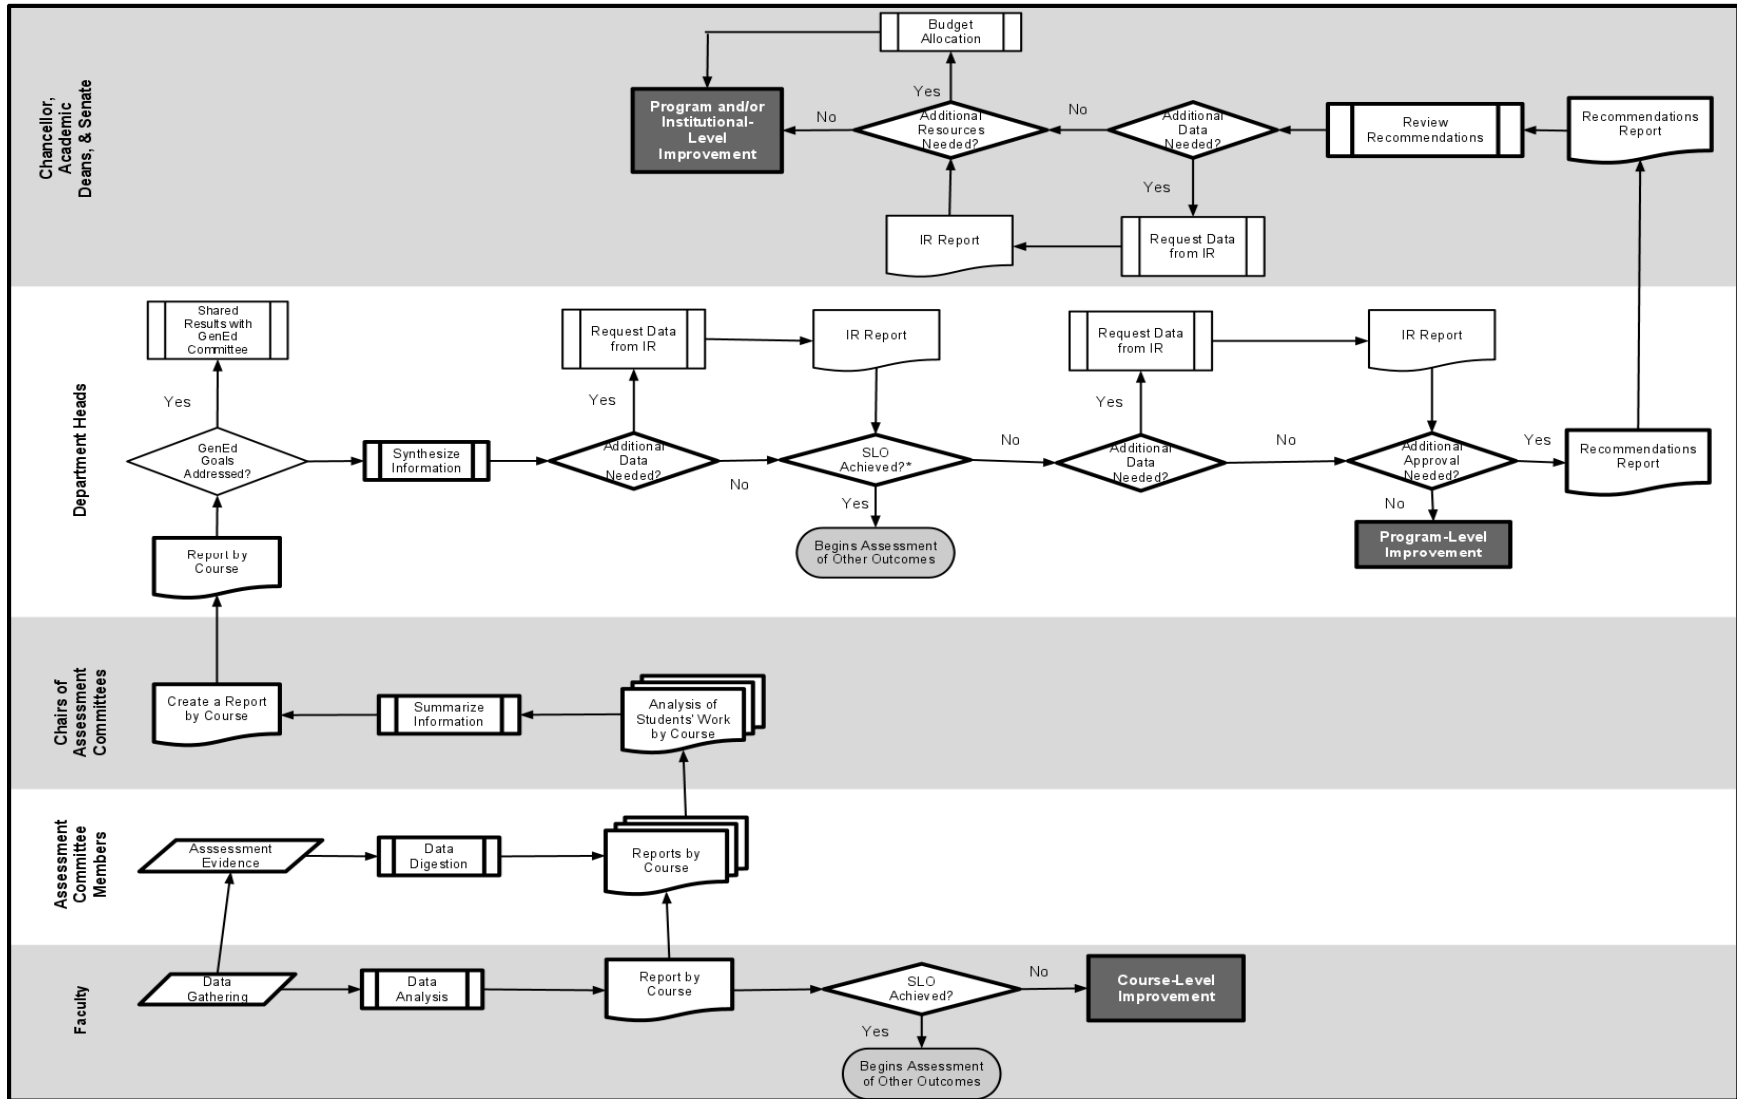 Chancellor,
Academic
Deans, & Senate
Budget
Allocation
Yes
Program and/or
Institutional-
Level
Improvement
No
Additional
Resources
Needed?
No
Additional
Data
Needed?
Review
Recommendations
Recommendations
Report
Yes
IR Report
Request Data
from IR
Department Heads
Shared
Results with
GenEd
Committee
Request Data
from IR
IR Report
Request Data
from IR
IR Report
Yes
Yes
Yes
GenEd
Goals
Addressed?
Synthesize
Information
Additional
Data
Needed?
No
SLO
Achieved?*
No
Additional
Data
Needed?
No
Additional
Approval
Needed?
Yes
Recommendations
Report
Yes
No
Begins Assessment
of Other Outcomes
Program-Level
Improvement
Report by
Course
Chairs of
Assessment
Committees
Create a Report
by Course
Summarize
Information
Analysis of
Students' Work
by Course
Assessment
Committee
Members
Asssessment
Evidence
Data
Digestion
Reports by
Course
Faculty
Data
Gathering
Data
Analysis
Report by
Course
SLO
Achieved?
No
Course-Level
Improvement
Yes
Begins Assessment
of Other Outcomes